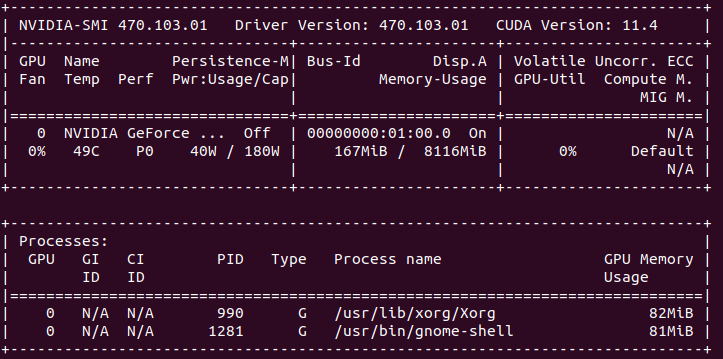 +-----------------------------------------------------------------------------+
| NVIDIA-SMI 470.103.01   Driver Version: 470.103.01   CUDA Version: 11.4     |
|-------------------------------+----------------------+----------------------+
| GPU  Name        Persistence-M| Bus-Id        Disp.A | Volatile Uncorr. ECC |
| Fan  Temp  Perf  Pwr:Usage/Cap|         Memory-Usage | GPU-Util  Compute M. |
|                               |                      |               MIG M. |
|===============================+======================+======================|
|   0  NVIDIA GeForce ...  Off  | 00000000:01:00.0  On |                  N/A |
|  0%   49C    P0    40W / 180W |    167MiB /  8116MiB |      0%      Default |
|                               |                      |                  N/A |
+-------------------------------+----------------------+----------------------+

+-----------------------------------------------------------------------------+
| Processes:                                                                  |
|  GPU   GI   CI        PID   Type   Process name                  GPU Memory |
|        ID   ID                                                   Usage      |
|=============================================================================|
|    0   N/A  N/A       990      G   /usr/lib/xorg/Xorg                 82MiB |
|    0   N/A  N/A      1281      G   /usr/bin/gnome-shell               81MiB |
+-----------------------------------------------------------------------------+